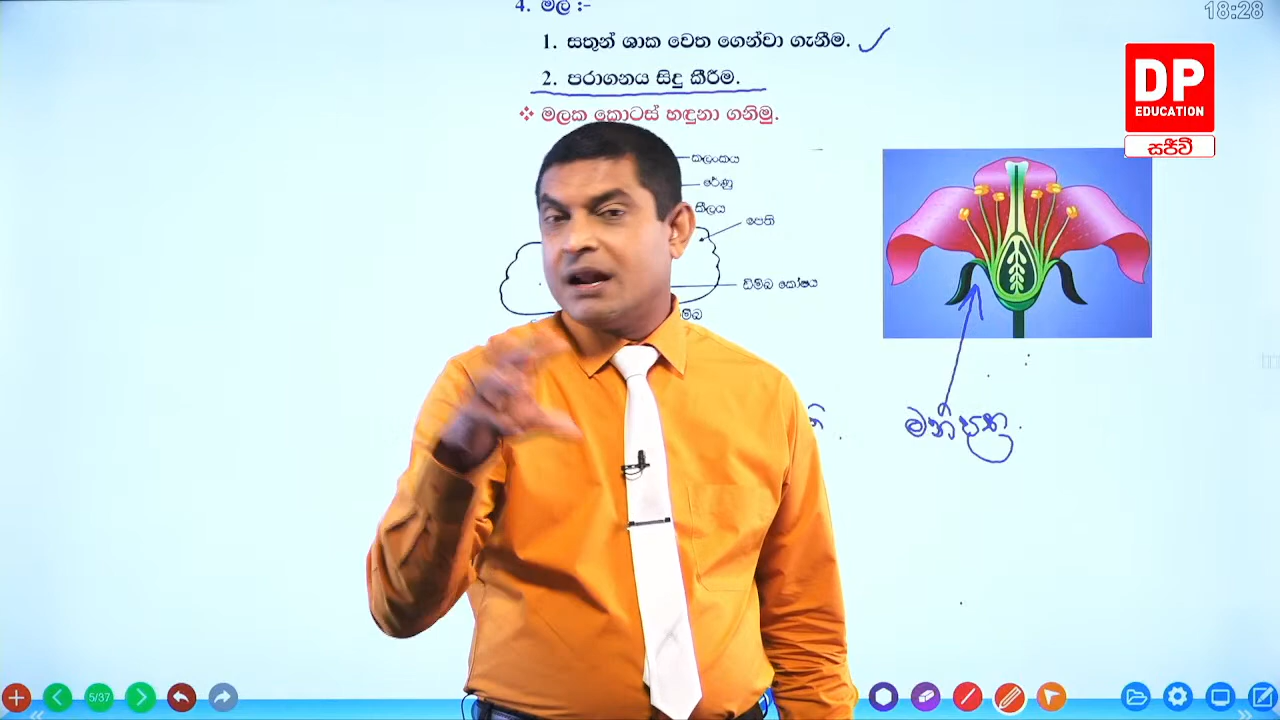 4. මල :-
18:28
1. සතුන් ශාක වෙත ගෙන්වා ගැනීම.
2. පරාගනය සිදු කිරීම.
❖ මලක කොටස් හඳුනා ගනිමු.
DP
EDUCATION
සජීවී
කලංකය
රේණු
කීලය
පෙති
ඩිම්බ කෝෂය
මනිපත්‍ර.
5/37